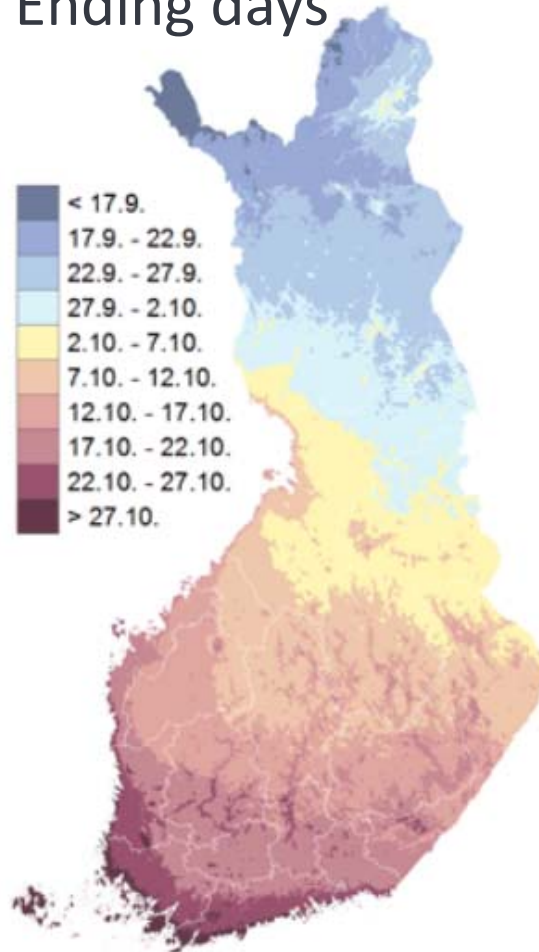 Ending days
< 17.9.
17.9. - 22.9.
22.9. - 27.9.
27.9. - 2.10.
2.10. - 7.10.
7.10. - 12.10.
12.10. - 17.10.
17.10. - 22.10.
22.10. - 27.10.
> 27.10.